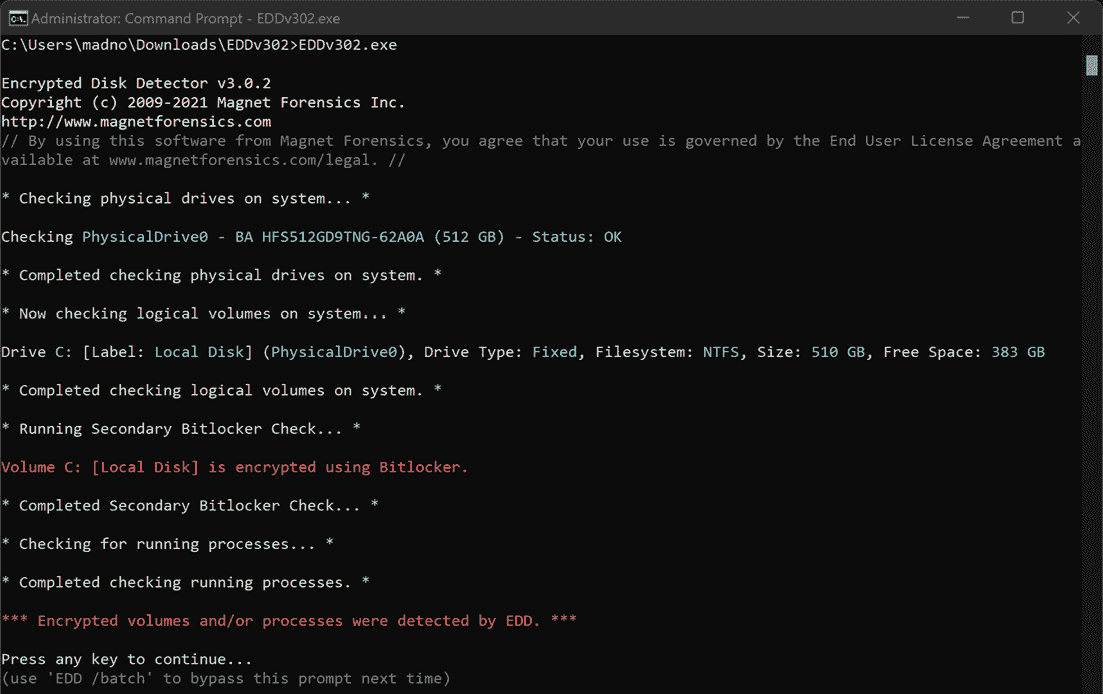 Administrator: Command Prompt - EDDv302.exe
C:\Users\madno\Downloads\EDDv302>EDDv302.exe
Encrypted Disk Detector v3.0.2
Copyright (c) 2009-2021 Magnet Forensics Inc.
http://www.magnetforensics.com
// By using this software from Magnet Forensics, you agree that your use is governed by the End User License Agreement a
vailable at www.magnetforensics.com/legal. //
* Checking physical drives on system... *
Checking PhysicalDrive0 - BA HFS512GD9TNG-62A0A (512 GB) - Status: OK
* Completed checking physical drives on system. *
* Now checking logical volumes on system... *
Drive C: [Label: Local Disk] (PhysicalDrive0), Drive Type: Fixed, Filesystem: NTFS, Size: 510 GB, Free Space: 383 GB
* Completed checking logical volumes on system. *
* Running Secondary Bitlocker Check... *
Volume C: [Local Disk] is encrypted using Bitlocker.
* Completed Secondary Bitlocker Check... *
* Checking for running processes... *
* Completed checking running processes. *
*** Encrypted volumes and/or processes were detected by EDD. ***
Press any key to continue...
(use 'EDD /batch' to bypass this prompt next time)